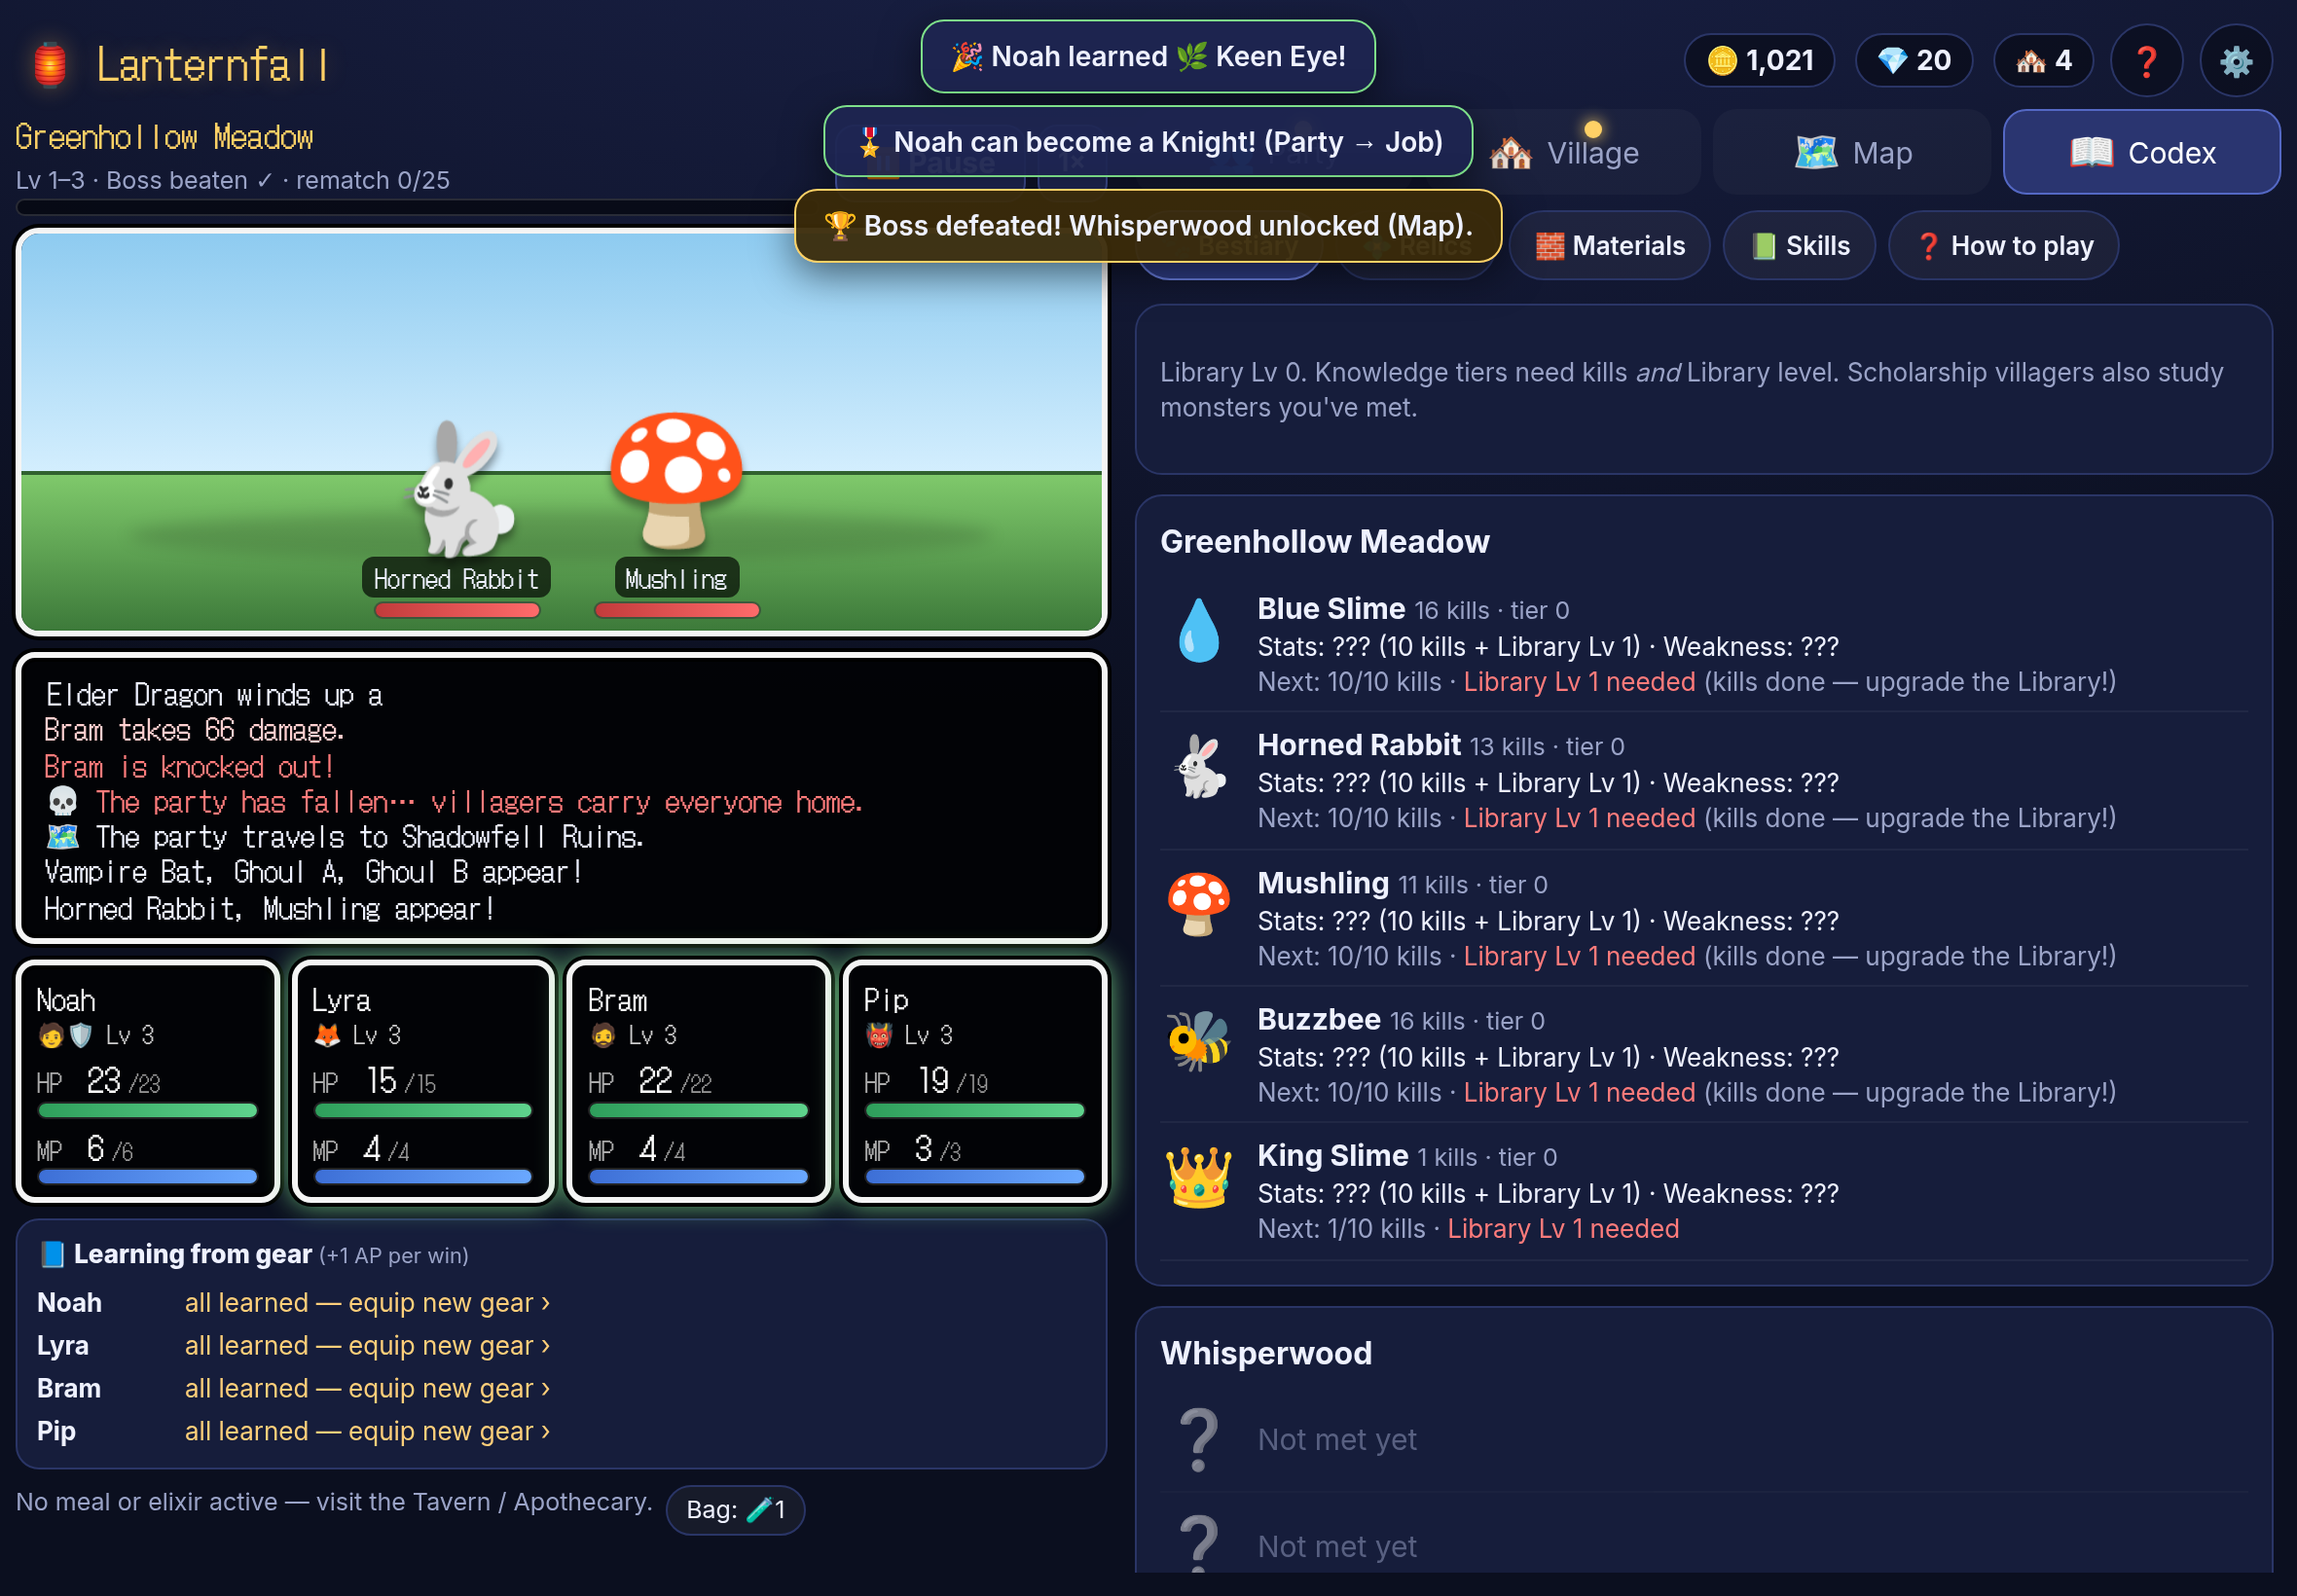 🏮 Lanternfall
🎉 Noah learned 🌿 Keen Eye!
🪙 1,021
💎 20
🏘️ 4
❓
⚙️
Greenhollow Meadow
Lv 1–3 · Boss beaten ✓ · rematch 0/25
Pause
1×
🎖️ Noah can become a Knight! (Party → Job)
🏘️ Village
🗺️ Map
📖 Codex
🏆 Boss defeated! Whisperwood unlocked (Map).
Bestiary
Relics
🧱 Materials
📗 Skills
❓ How to play
Horned Rabbit
Mushling
Elder Dragon winds up a
Bram takes 66 damage.
Bram is knocked out!
💀 The party has fallen… villagers carry everyone home.
🗺️ The party travels to Shadowfell Ruins.
Vampire Bat, Ghoul A, Ghoul B appear!
Horned Rabbit, Mushling appear!
Noah
Lv 3
HP 23/23
MP 6/6
Lyra
Lv 3
HP 15/15
MP 4/4
Bram
Lv 3
HP 22/22
MP 4/4
Pip
Lv 3
HP 19/19
MP 3/3
📘 Learning from gear (+1 AP per win)
Noah all learned — equip new gear ›
Lyra all learned — equip new gear ›
Bram all learned — equip new gear ›
Pip all learned — equip new gear ›
No meal or elixir active — visit the Tavern / Apothecary.
Bag: 🧪1
Library Lv 0. Knowledge tiers need kills and Library level. Scholarship villagers also study
monsters you've met.
Greenhollow Meadow
Blue Slime 16 kills · tier 0
Stats: ??? (10 kills + Library Lv 1) · Weakness: ???
Next: 10/10 kills · Library Lv 1 needed (kills done — upgrade the Library!)
Horned Rabbit 13 kills · tier 0
Stats: ??? (10 kills + Library Lv 1) · Weakness: ???
Next: 10/10 kills · Library Lv 1 needed (kills done — upgrade the Library!)
Mushling 11 kills · tier 0
Stats: ??? (10 kills + Library Lv 1) · Weakness: ???
Next: 10/10 kills · Library Lv 1 needed (kills done — upgrade the Library!)
Buzzbee 16 kills · tier 0
Stats: ??? (10 kills + Library Lv 1) · Weakness: ???
Next: 10/10 kills · Library Lv 1 needed (kills done — upgrade the Library!)
King Slime 1 kills · tier 0
Stats: ??? (10 kills + Library Lv 1) · Weakness: ???
Next: 1/10 kills · Library Lv 1 needed
Whisperwood
❔ Not met yet
❔ Not met yet